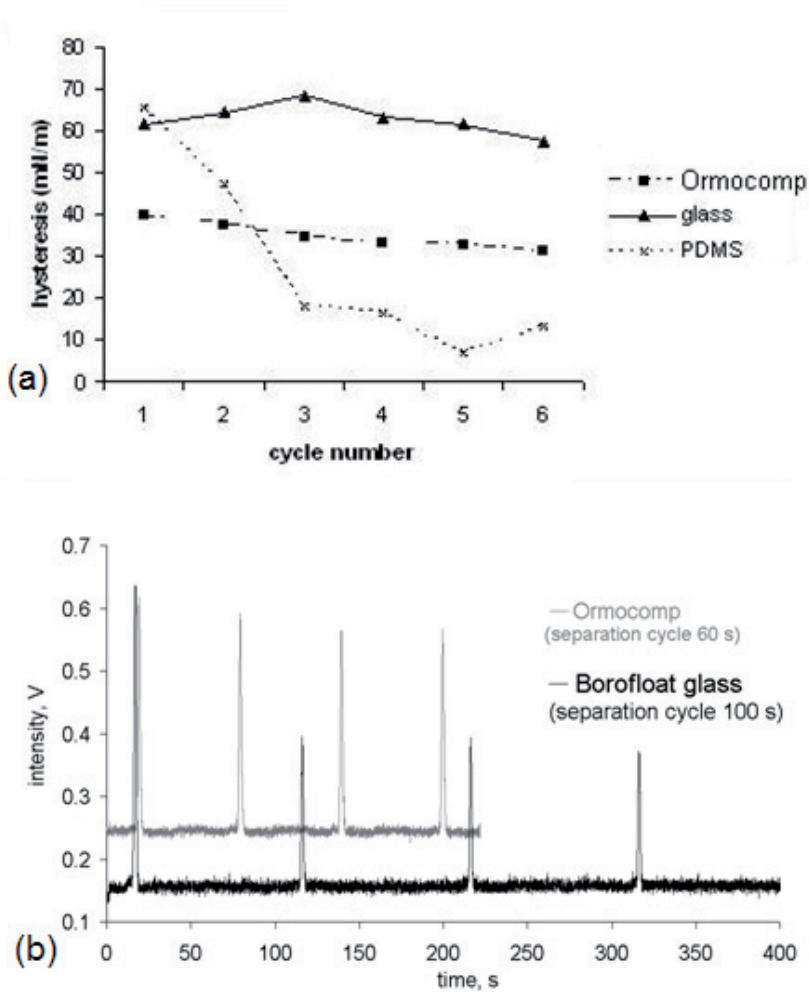 80
70
60
50
40
30
20
10
0
hysteresis (mN/m)
1 2 3 4 5 6
cycle number
Ormocomp
glass
PDMS
(a)
0.7
0.6
0.5
0.4
0.3
0.2
0.1
intensity, V
Ormocomp
(separation cycle 60 s)
Borofloat glass
(separation cycle 100 s)
0 50 100 150 200 250 300 350 400
time, s
(b)